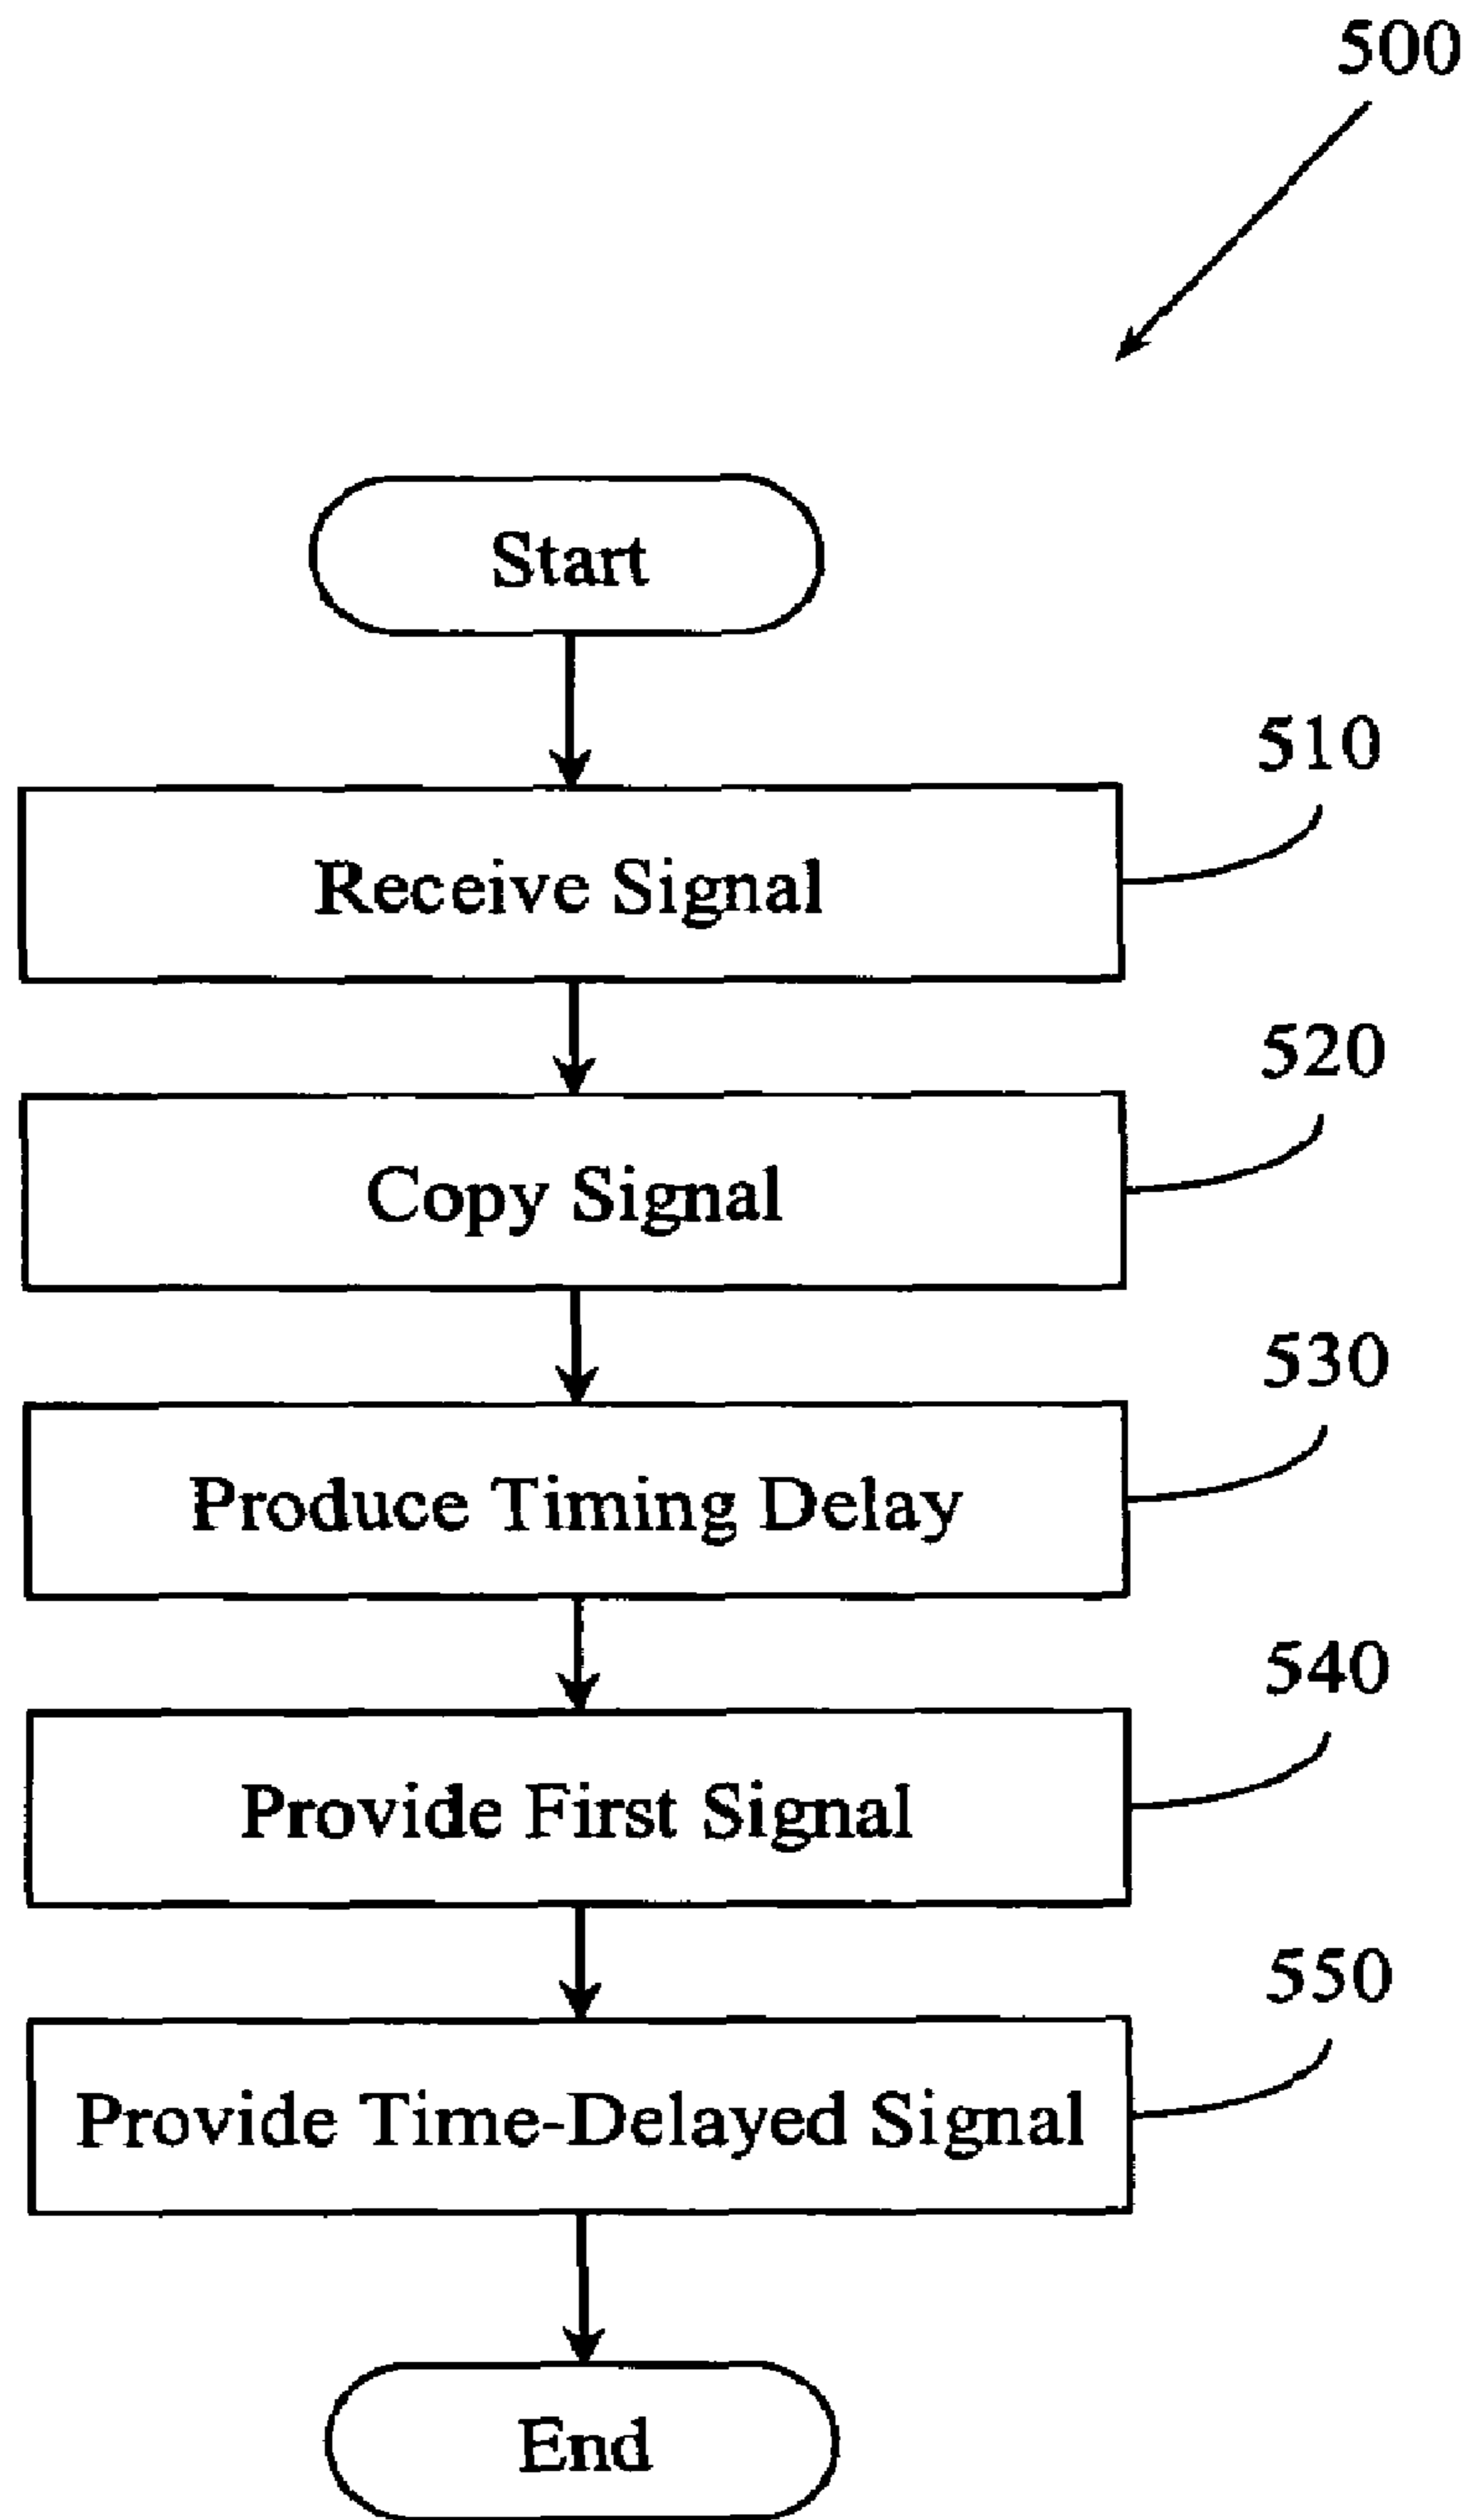 500
Start
510
Receive Signal
520
Copy Signal
530
Produce Timing Delay
540
Provide First Signal
550
Provide Time-Delayed Signal
End